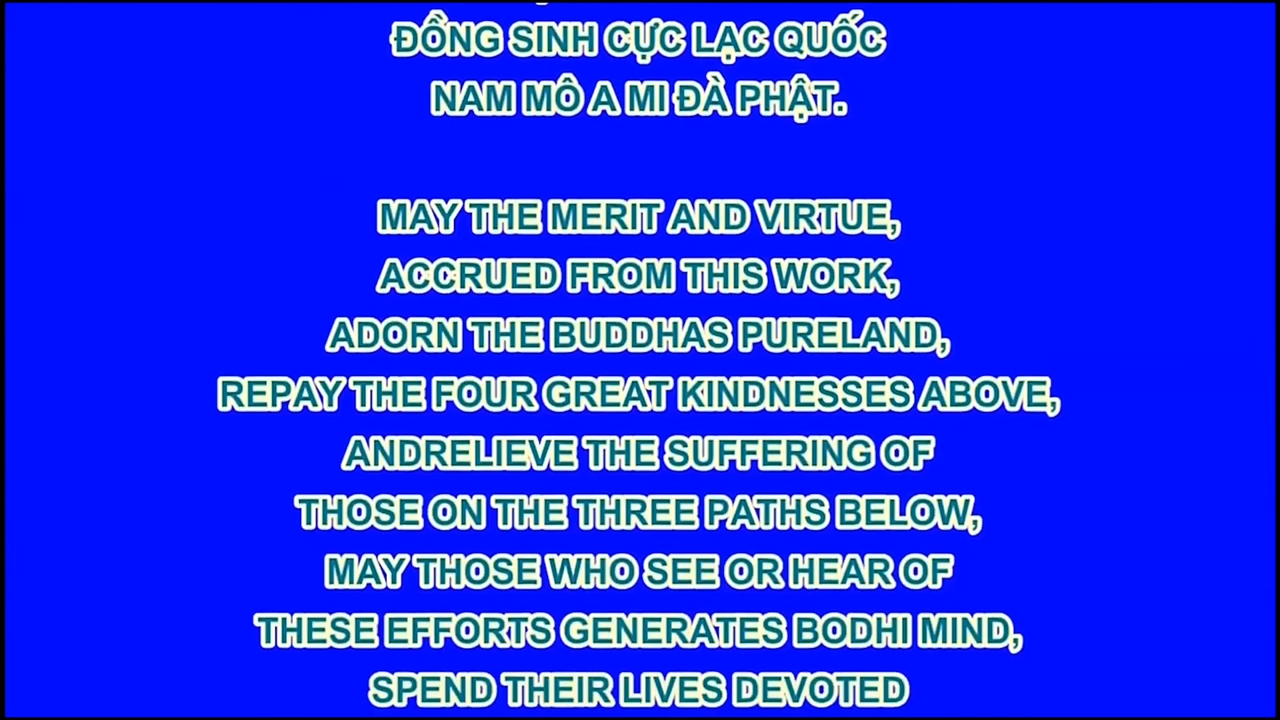 ĐỒNG SINH CỰC LẠC QUỐC
NAM MÔ A MI ĐÀ PHẬT.
MAY THE MERIT AND VIRTUE,
ACCRUED FROM THIS WORK,
ADORN THE BUDDHAS PURELAND,
REPAY THE FOUR GREAT KINDNESSES ABOVE,
ANDRELIEVE THE SUFFERING OF
THOSE ON THE THREE PATHS BELOW,
MAY THOSE WHO SEE OR HEAR OF
THESE EFFORTS GENERATES BODHI MIND,
SPEND THEIR LIVES DEVOTED